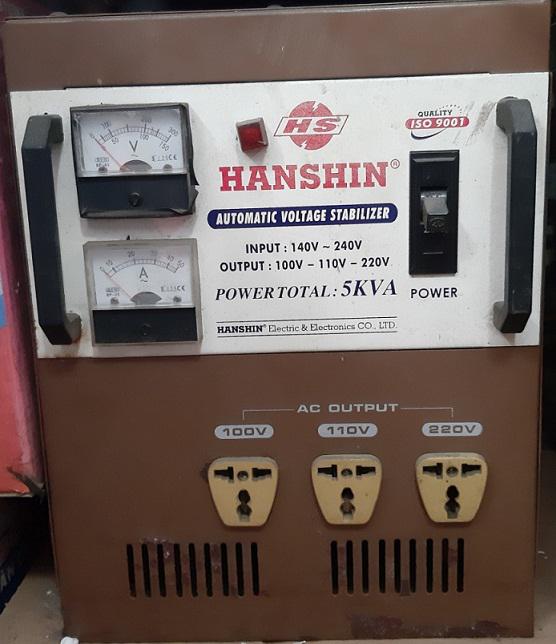 HS
QUALITY
ISO 9001
HANSHIN®
AUTOMATIC VOLTAGE STABILIZER
INPUT : 140V ~ 240V
OUTPUT : 100V – 110V – 220V
POWER TOTAL: 5KVA
POWER
HANSHIN® Electric & Electronics CO., LTD.
V
A
AC OUTPUT
100V 110V 220V